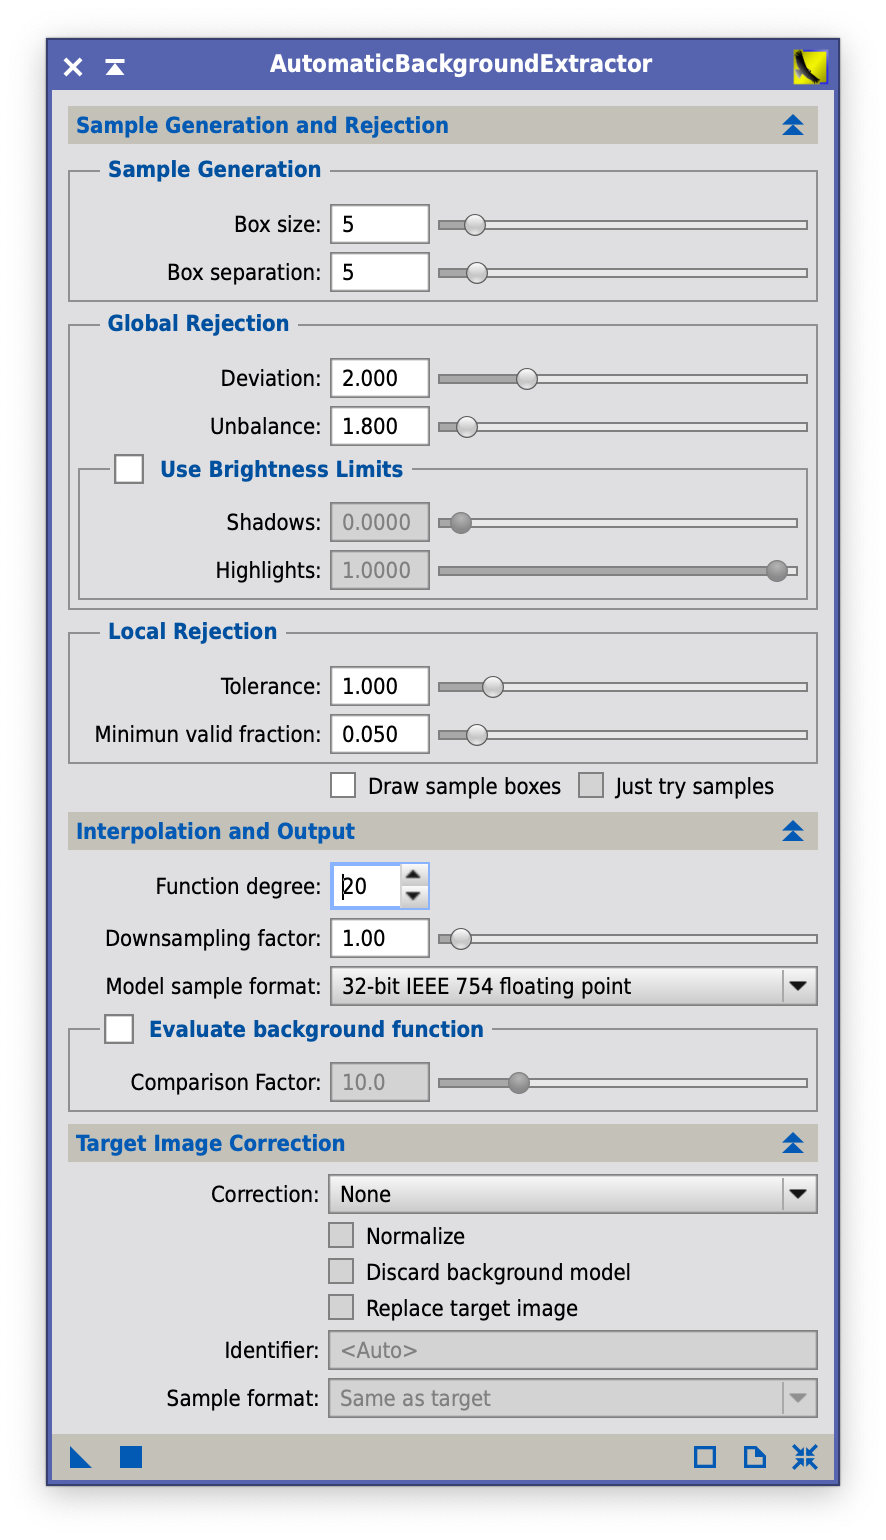 AutomaticBackgroundExtractor
Sample Generation and Rejection
Sample Generation
Box size: 5
Box separation: 5
Global Rejection
Deviation: 2.000
Unbalance: 1.800
Use Brightness Limits
Shadows: 0.0000
Highlights: 1.0000
Local Rejection
Tolerance: 1.000
Minimun valid fraction: 0.050
Draw sample boxes Just try samples
Interpolation and Output
Function degree: 20
Downsampling factor: 1.00
Model sample format: 32-bit IEEE 754 floating point
Evaluate background function
Comparison Factor: 10.0
Target Image Correction
Correction: None
Normalize
Discard background model
Replace target image
Identifier: <Auto>
Sample format: Same as target